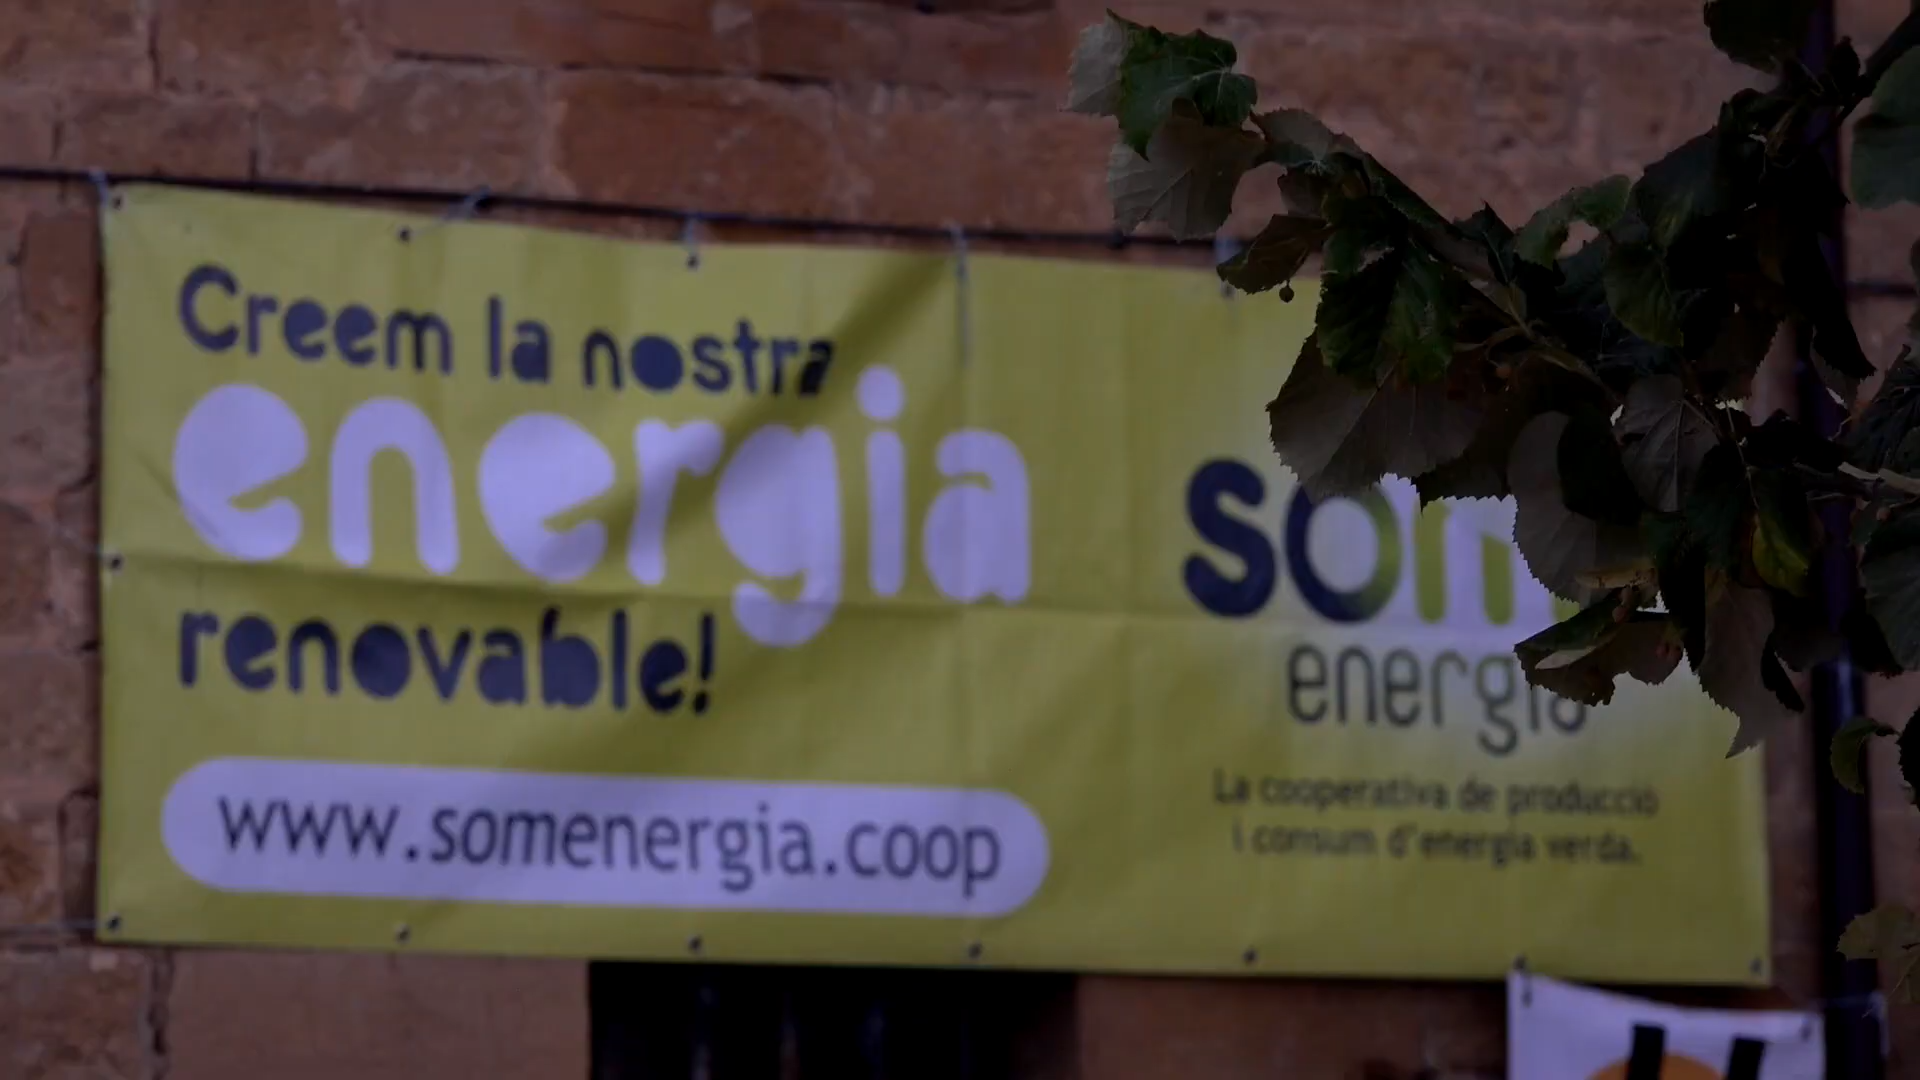 Creem la nostra
energia
renovable!
www.somenergia.coop
som
energia
La cooperativa de producció
i consum d'energia verda.